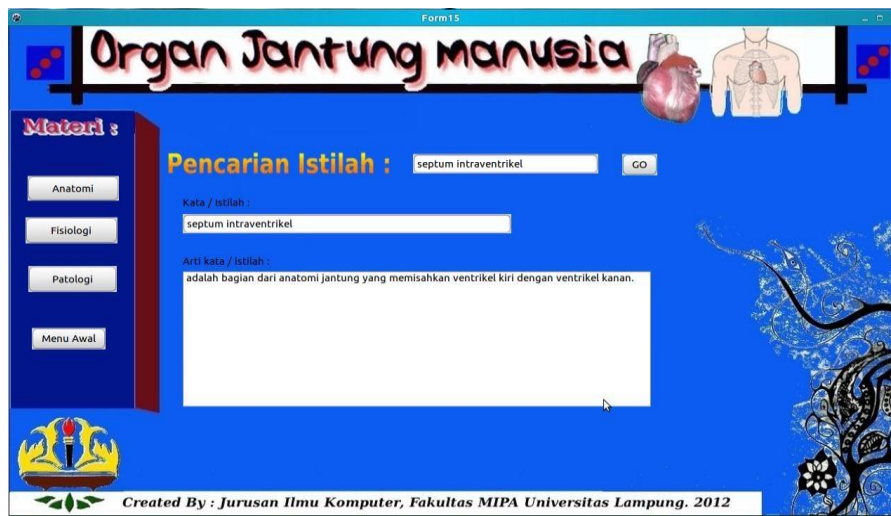 Form15
Organ Jantung manusia
Materi :
Anatomi
Fisiologi
Patologi
Menu Awal
Pencarian Istilah :
septum intraventrikel
GO
Kata / Istilah :
septum intraventrikel
Arti kata / Istilah :
adalah bagian dari anatomi jantung yang memisahkan ventrikel kiri dengan ventrikel kanan.
Created By : Jurusan Ilmu Komputer, Fakultas MIPA Universitas Lampung. 2012